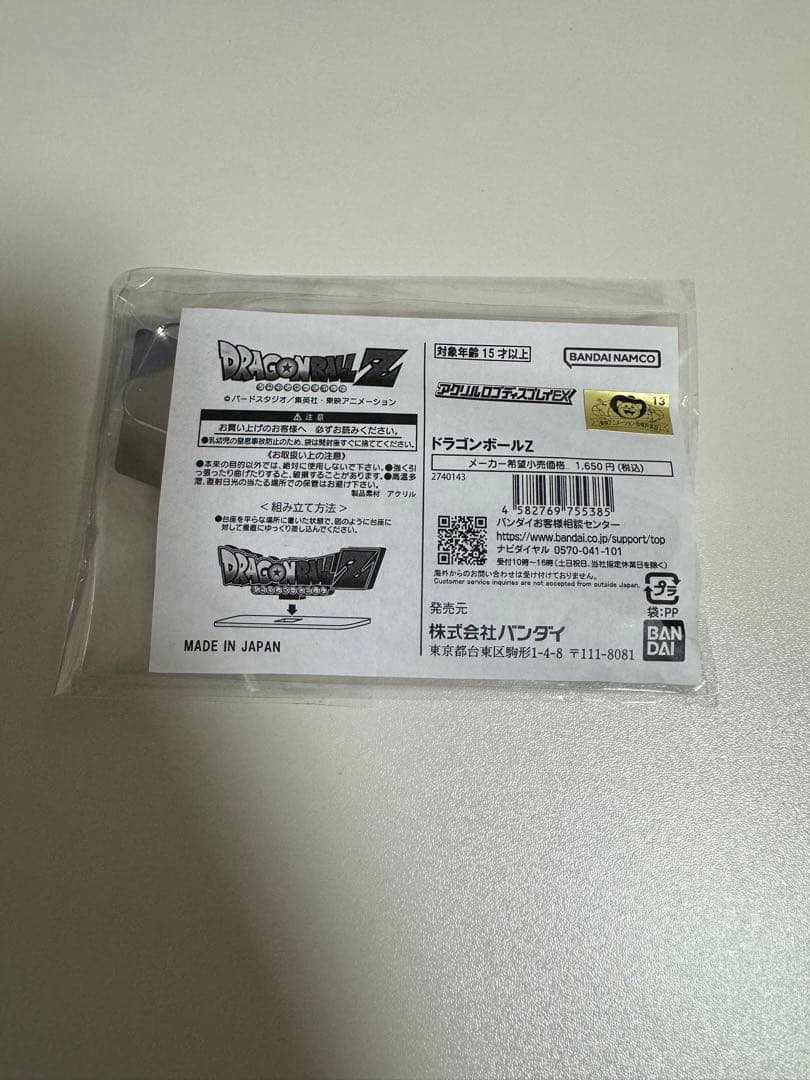 DRAGONBALL Z
©バードスタジオ/集英社・東映アニメーション
⚠ 注意
お買い上げのお客様へ 必ずお読みください。
●乳幼児の窒息事故防止のため、袋は開封後すぐに捨ててください。
《お取扱い上の注意》
●本来の目的以外では、絶対に使用しないで下さい。●強く引
っ張ったり曲げたりすると、破損することがあります。●高温多
湿、直射日光の当たる場所での保管はお避け下さい。
製品素材 アクリル
<組み立て方法>
●台座を平らな場所に置いた状態で、図のように台座に
対して垂直にゆっくり差し込んでください。
DRAGONBALL Z
MADE IN JAPAN
対象年齢15才以上
BANDAI NAMCO
アクリルロゴディスプレイEX
13
ドラゴンボールZ
メーカー希望小売価格 1,650円(税込)
2740143
4 582769 755385
バンダイお客様相談センター
https://www.bandai.co.jp/support/top
ナビダイヤル 0570-041-101
受付10時～16時(土日祝日、当社指定休業日を除く)
海外からのお問い合わせは受け付けておりません。
Customer service inquiries are not accepted from outside Japan.
プラ
袋:PP
発売元
株式会社バンダイ
東京都台東区駒形1-4-8 〒111-8081
BAN
DAI